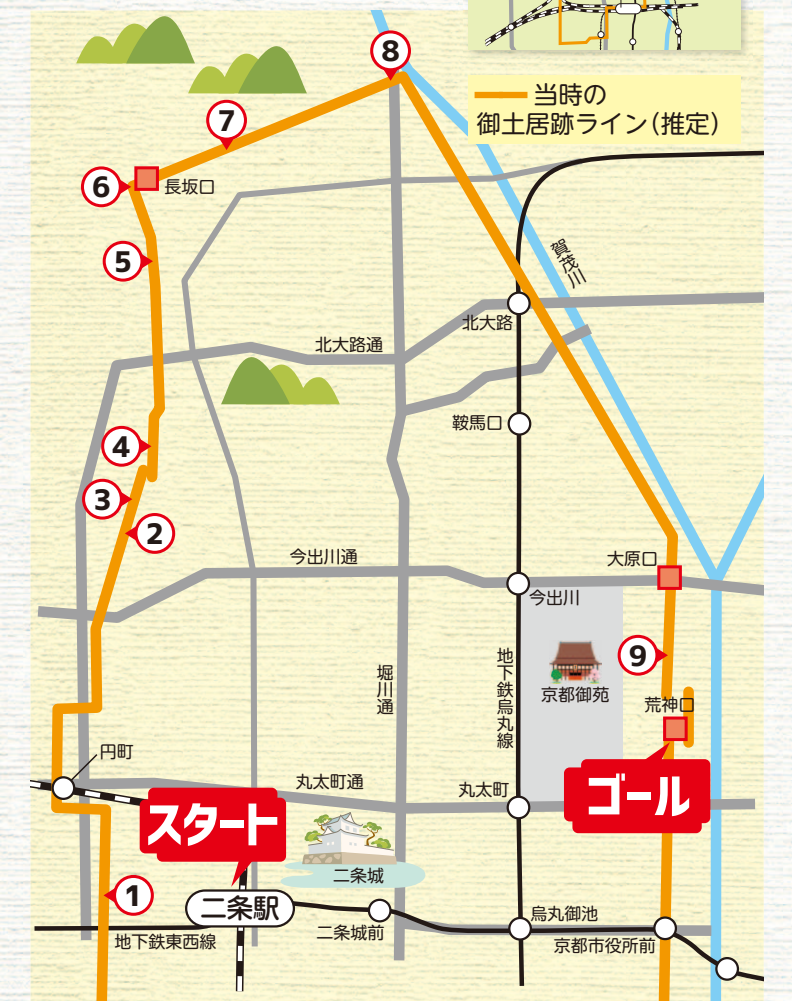 8
当時の
御土居跡ライン(推定)
7
6
長坂口
5
賀茂川
北大路
北大路通
鞍馬口
4
3
2
今出川通
大原口
今出川
地下鉄烏丸線
9
京都御苑
堀川通
荒神口
円町
丸太町通
丸太町
ゴール
スタート
二条城
1
二条駅
二条城前
烏丸御池
京都市役所前
地下鉄東西線